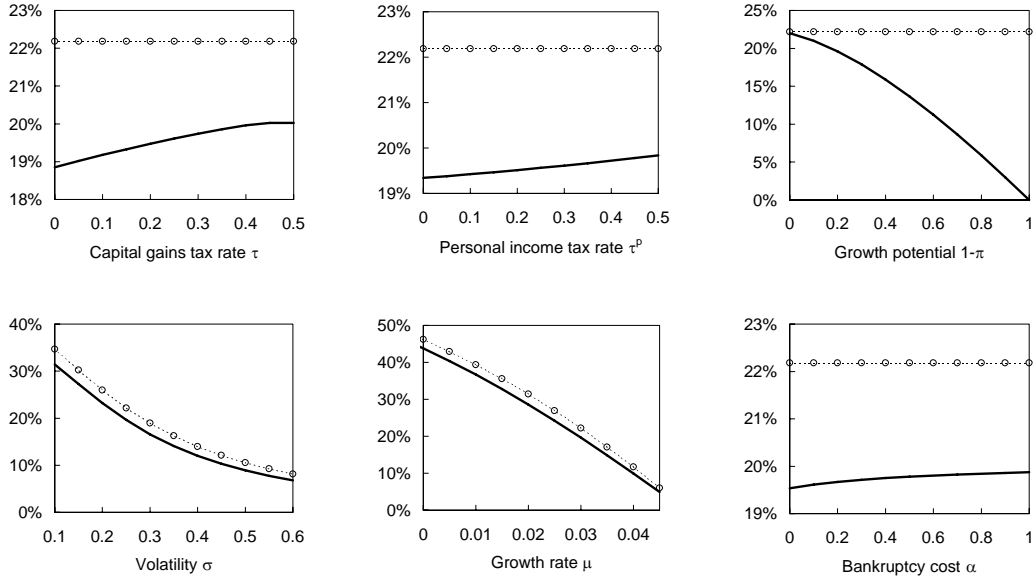 23%
22%
21%
20%
19%
18%
0 0.1 0.2 0.3 0.4 0.5
Capital gains tax rate τ
23%
22%
21%
20%
19%
0 0.1 0.2 0.3 0.4 0.5
Personal income tax rate τᵖ
25%
20%
15%
10%
5%
0%
0 0.2 0.4 0.6 0.8 1
Growth potential 1-π
40%
30%
20%
10%
0%
0.1 0.2 0.3 0.4 0.5 0.6
Volatility σ
50%
40%
30%
20%
10%
0%
0 0.01 0.02 0.03 0.04
Growth rate μ
23%
22%
21%
20%
19%
0 0.2 0.4 0.6 0.8 1
Bankruptcy cost α